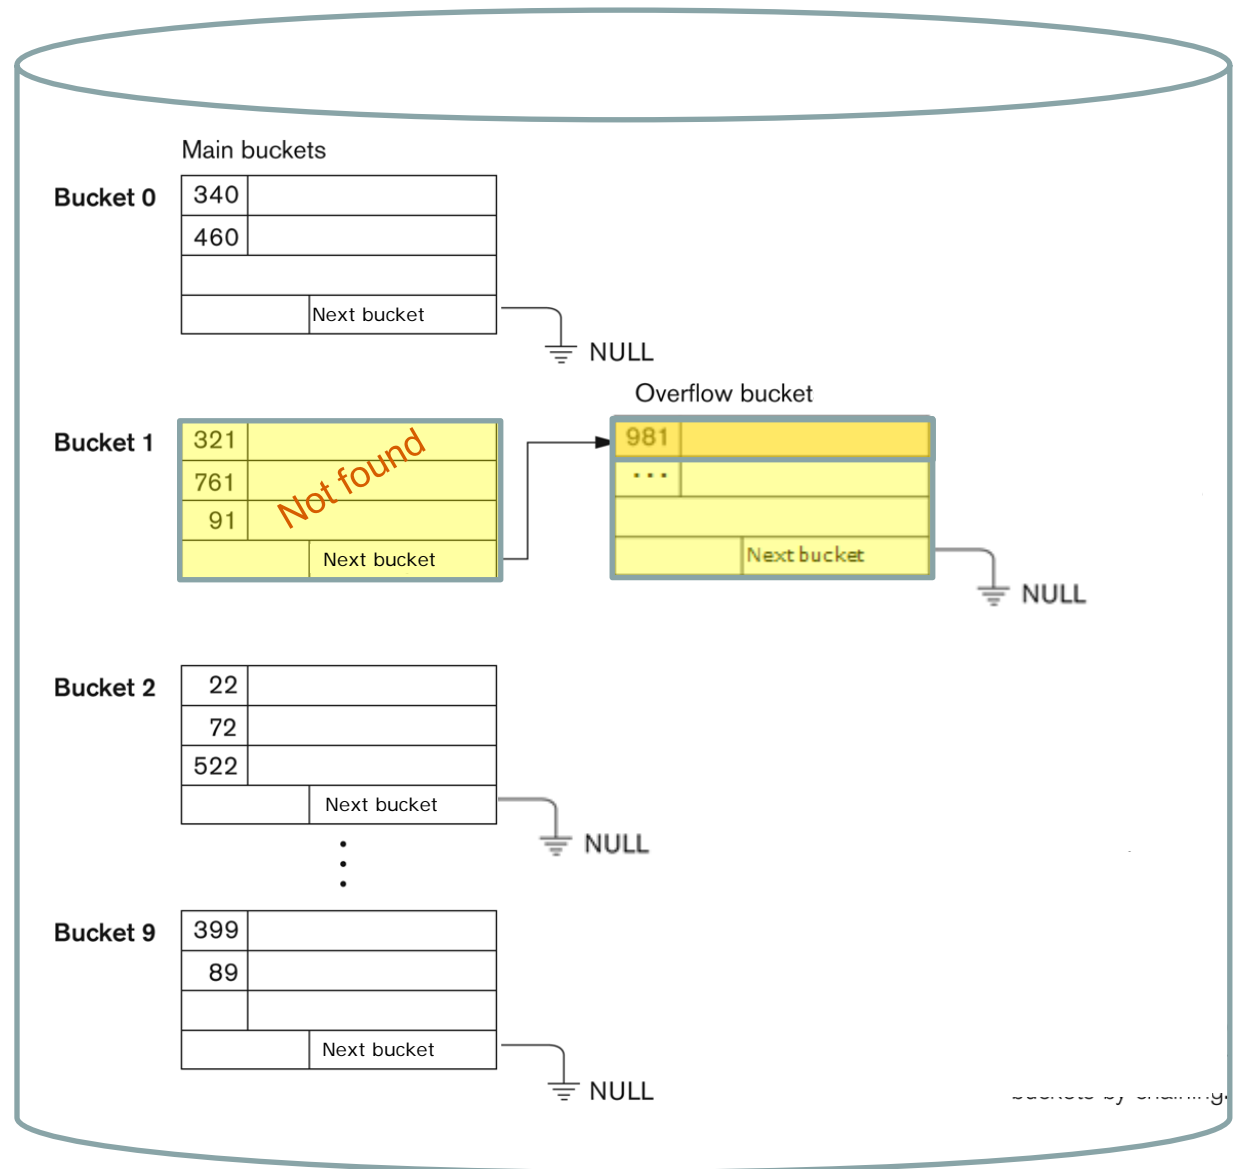 Main buckets
Bucket 0
340
460
Next bucket
NULL
Overflow bucket
Bucket 1
321
761
91
Not found
Next bucket
981
...
Next bucket
NULL
Bucket 2
22
72
522
Next bucket
NULL
Bucket 9
399
89
Next bucket
NULL